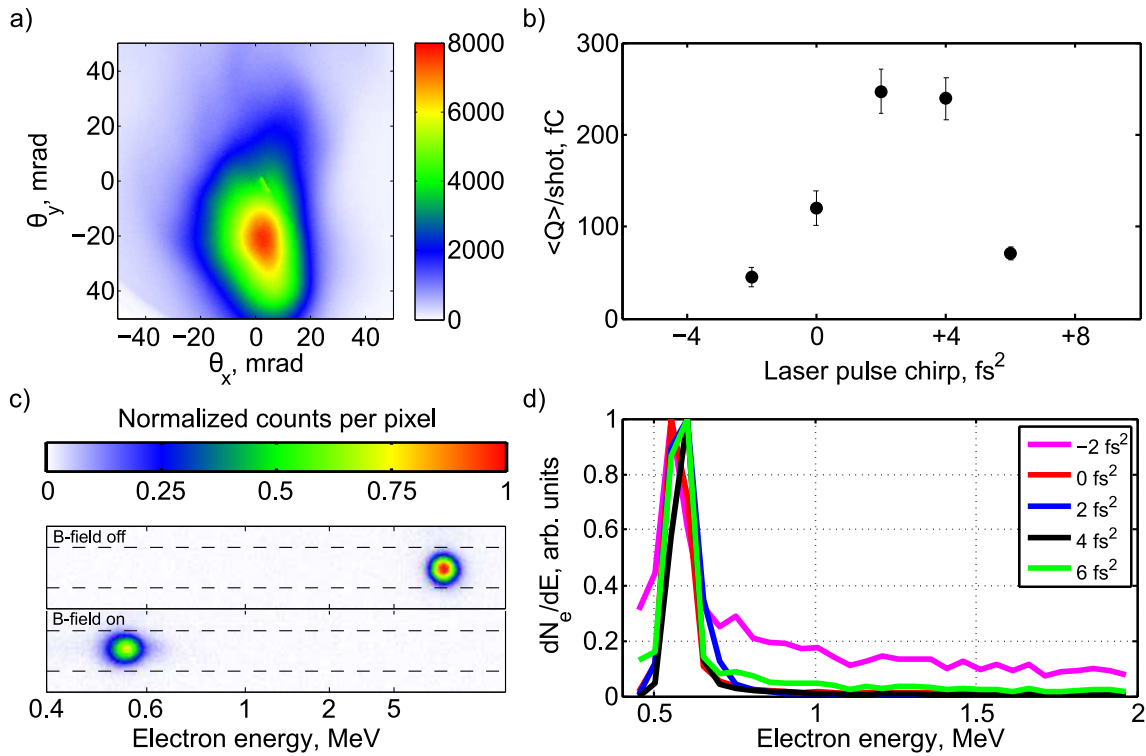 a)
θ_y, mrad
40
20
0
−20
40
−40 −20 0 20 40
θ_x, mrad
8000
6000
4000
2000
0
b)
<Q>/shot, fC
300
200
100
0
−4 0 +4 +8
Laser pulse chirp, fs²
c)
Normalized counts per pixel
0 0.25 0.5 0.75 1
B-field off
B-field on
0.4 0.6 1 2 5
Electron energy, MeV
d)
dN_e/dE, arb. units
1
0.8
0.6
0.4
0.2
0
0.5 1 1.5 2
Electron energy, MeV
−2 fs²
0 fs²
2 fs²
4 fs²
6 fs²